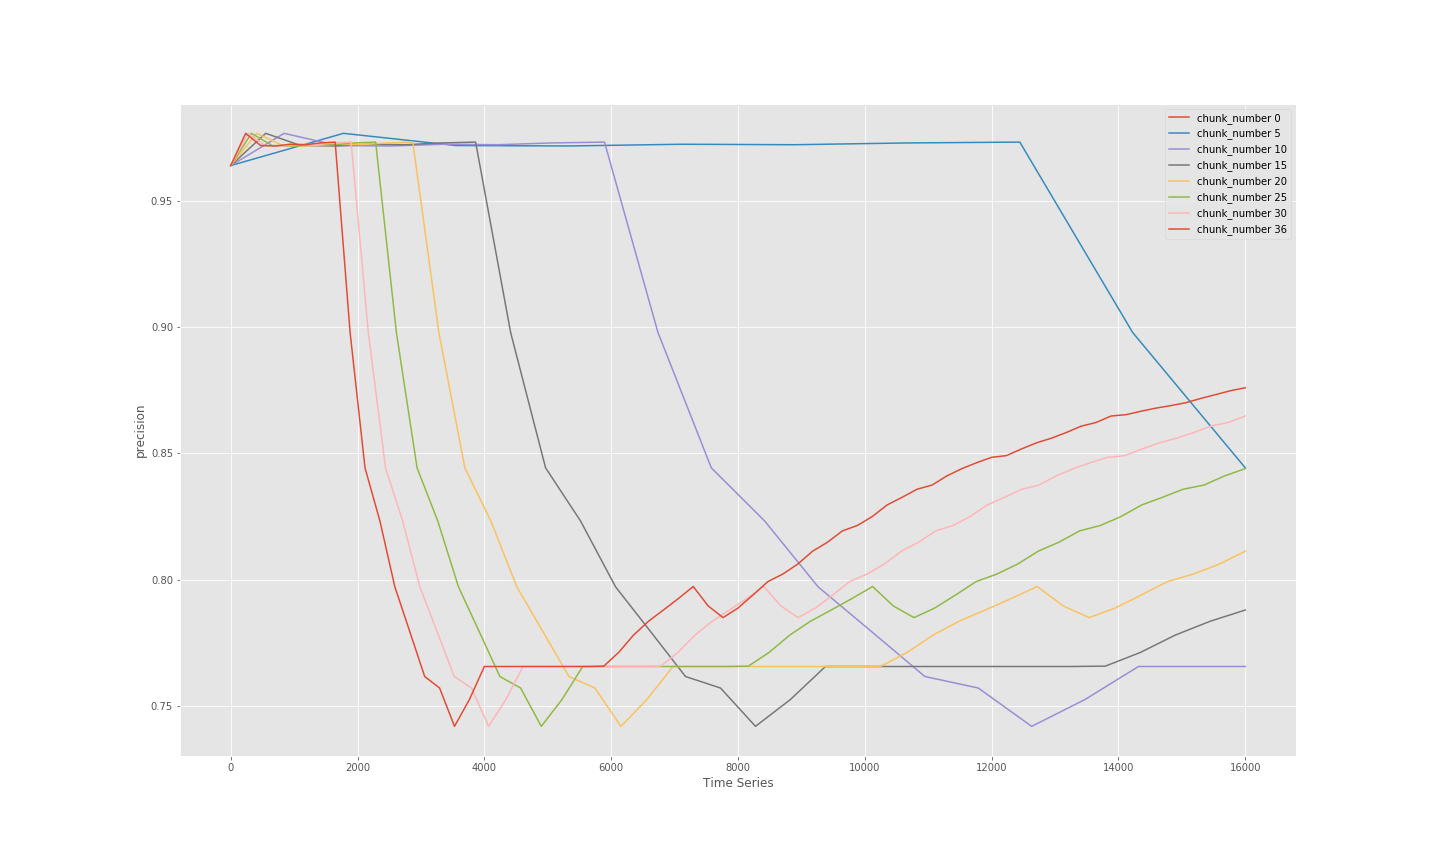 chunk_number 0
chunk_number 5
chunk_number 10
chunk_number 15
chunk_number 20
chunk_number 25
chunk_number 30
chunk_number 36
0.95
0.90
0.85
0.80
0.75
precision
0 2000 4000 6000 8000 10000 12000 14000 16000
Time Series